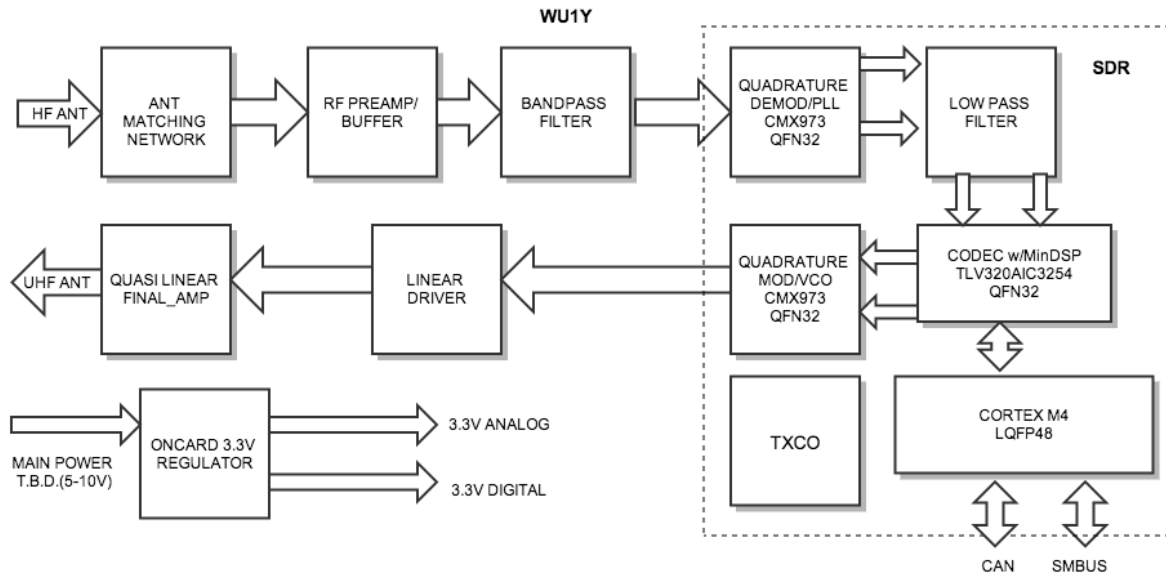 WU1Y
SDR
HF ANT
ANT
MATCHING
NETWORK
RF PREAMP/
BUFFER
BANDPASS
FILTER
QUADRATURE
DEMOD/PLL
CMX973
QFN32
LOW PASS
FILTER
UHF ANT
QUASI LINEAR
FINAL_AMP
LINEAR
DRIVER
QUADRATURE
MOD/VCO
CMX973
QFN32
CODEC w/MinDSP
TLV320AIC3254
QFN32
MAIN POWER
T.B.D.(5-10V)
ONCARD 3.3V
REGULATOR
3.3V ANALOG
3.3V DIGITAL
TXCO
CORTEX M4
LQFP48
CAN
SMBUS